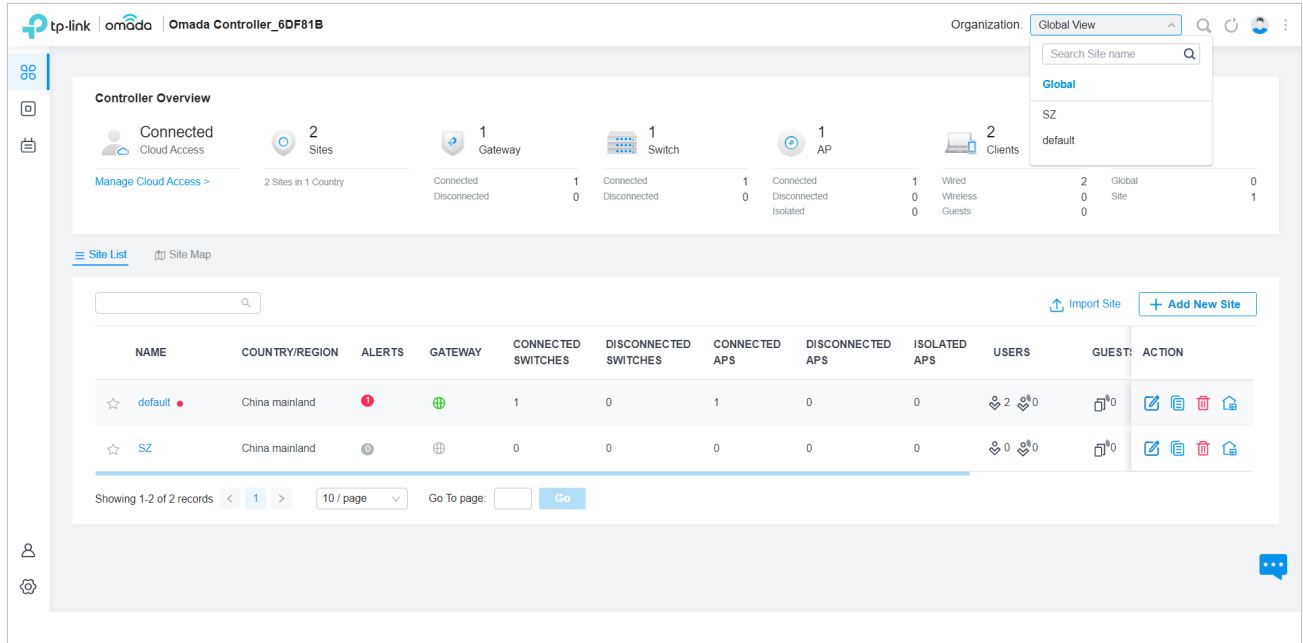 tp-link omada Omada Controller_6DF81B Organization: Global View
Search Site name
Global
SZ
default
Controller Overview
Connected
Cloud Access
Manage Cloud Access >
2
Sites
2 Sites in 1 Country
1
Gateway
Connected 1
Disconnected 0
1
Switch
Connected 1
Disconnected 0
1
AP
Connected 1
Disconnected 0
Isolated 0
2
Clients
Wired 2
Wireless 0
Guests 0
Global 0
Site 1
Site List Site Map
Import Site + Add New Site
NAME COUNTRY/REGION ALERTS GATEWAY CONNECTED SWITCHES DISCONNECTED SWITCHES CONNECTED APS DISCONNECTED APS ISOLATED APS USERS GUESTS ACTION
default China mainland 1 1 0 1 0 0 2 0 0
SZ China mainland 0 0 0 0 0 0 0 0 0
Showing 1-2 of 2 records < 1 > 10 / page Go To page: Go